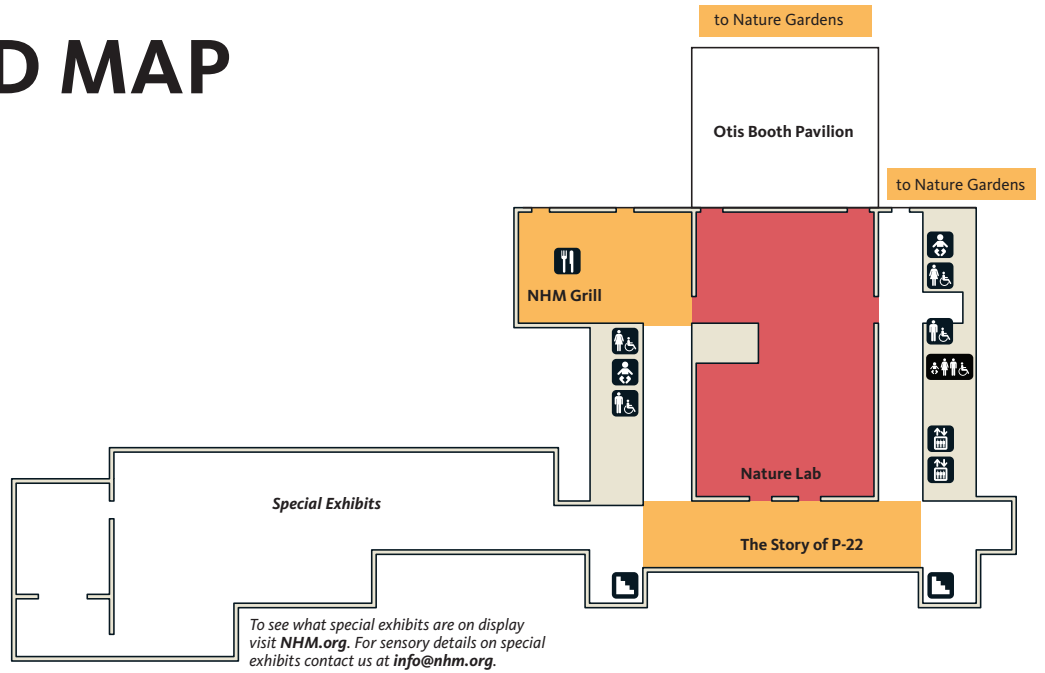 D MAP
to Nature Gardens
Otis Booth Pavilion
to Nature Gardens
NHM Grill
Nature Lab
Special Exhibits
The Story of P-22
To see what special exhibits are on display
visit NHM.org. For sensory details on special
exhibits contact us at info@nhm.org.